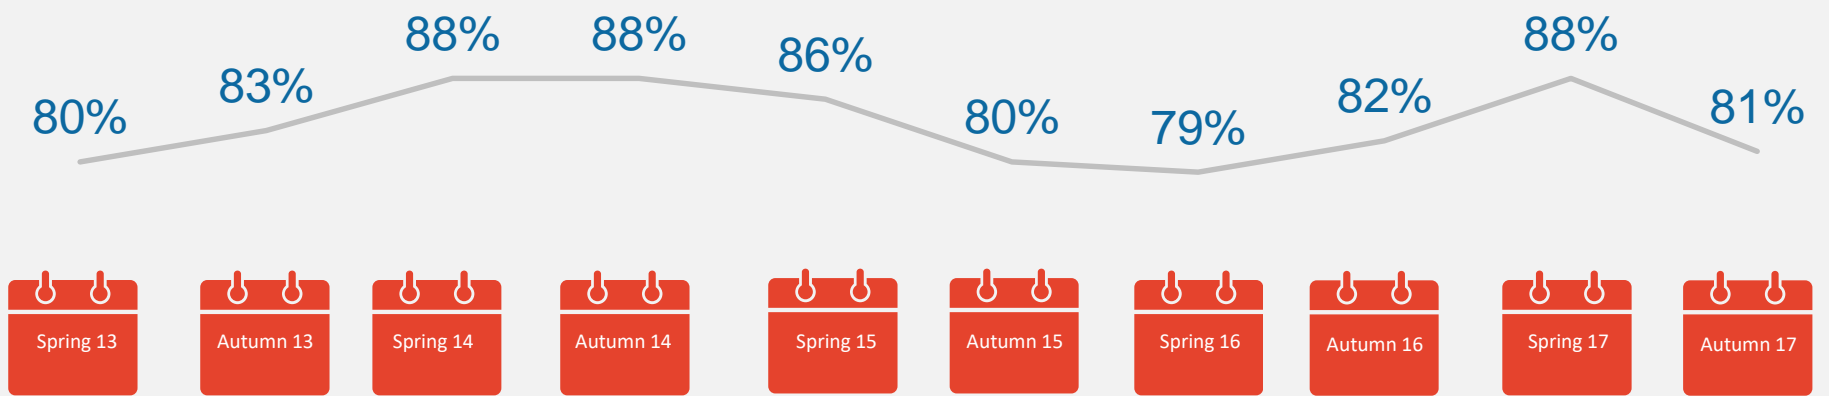 80%
83%
88%
88%
86%
80%
79%
82%
88%
81%
Spring 13
Autumn 13
Spring 14
Autumn 14
Spring 15
Autumn 15
Spring 16
Autumn 16
Spring 17
Autumn 17